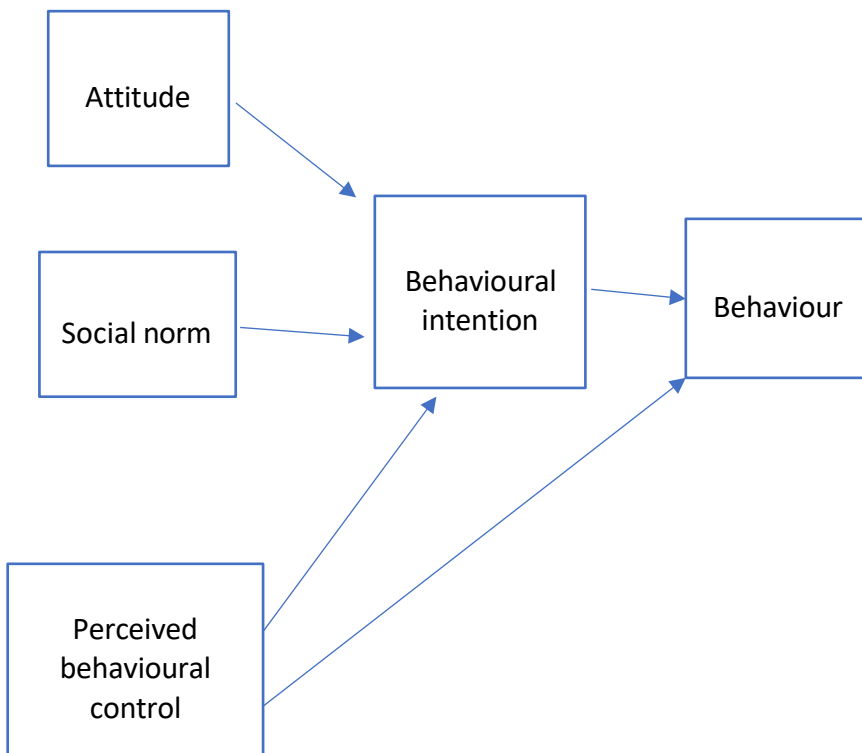 Attitude
Social norm
Behavioural
intention
Behaviour
Perceived
behavioural
control